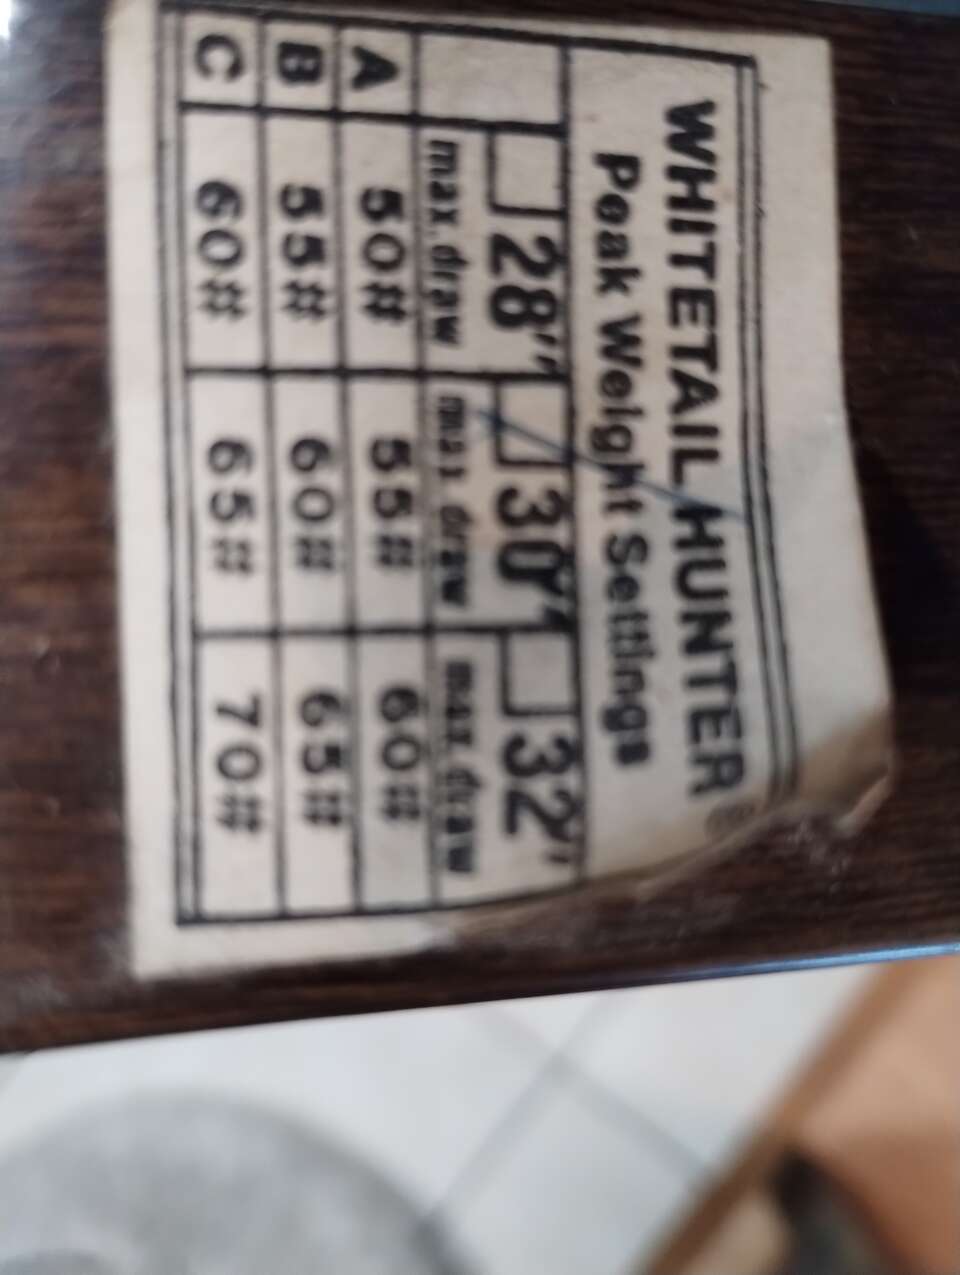 WHITETAIL HUNTER®
Peak Weight Settings
28" 30" 32"
max. draw max. draw max. draw
A 50# 55# 60#
B 55# 60# 65#
C 60# 65# 70#